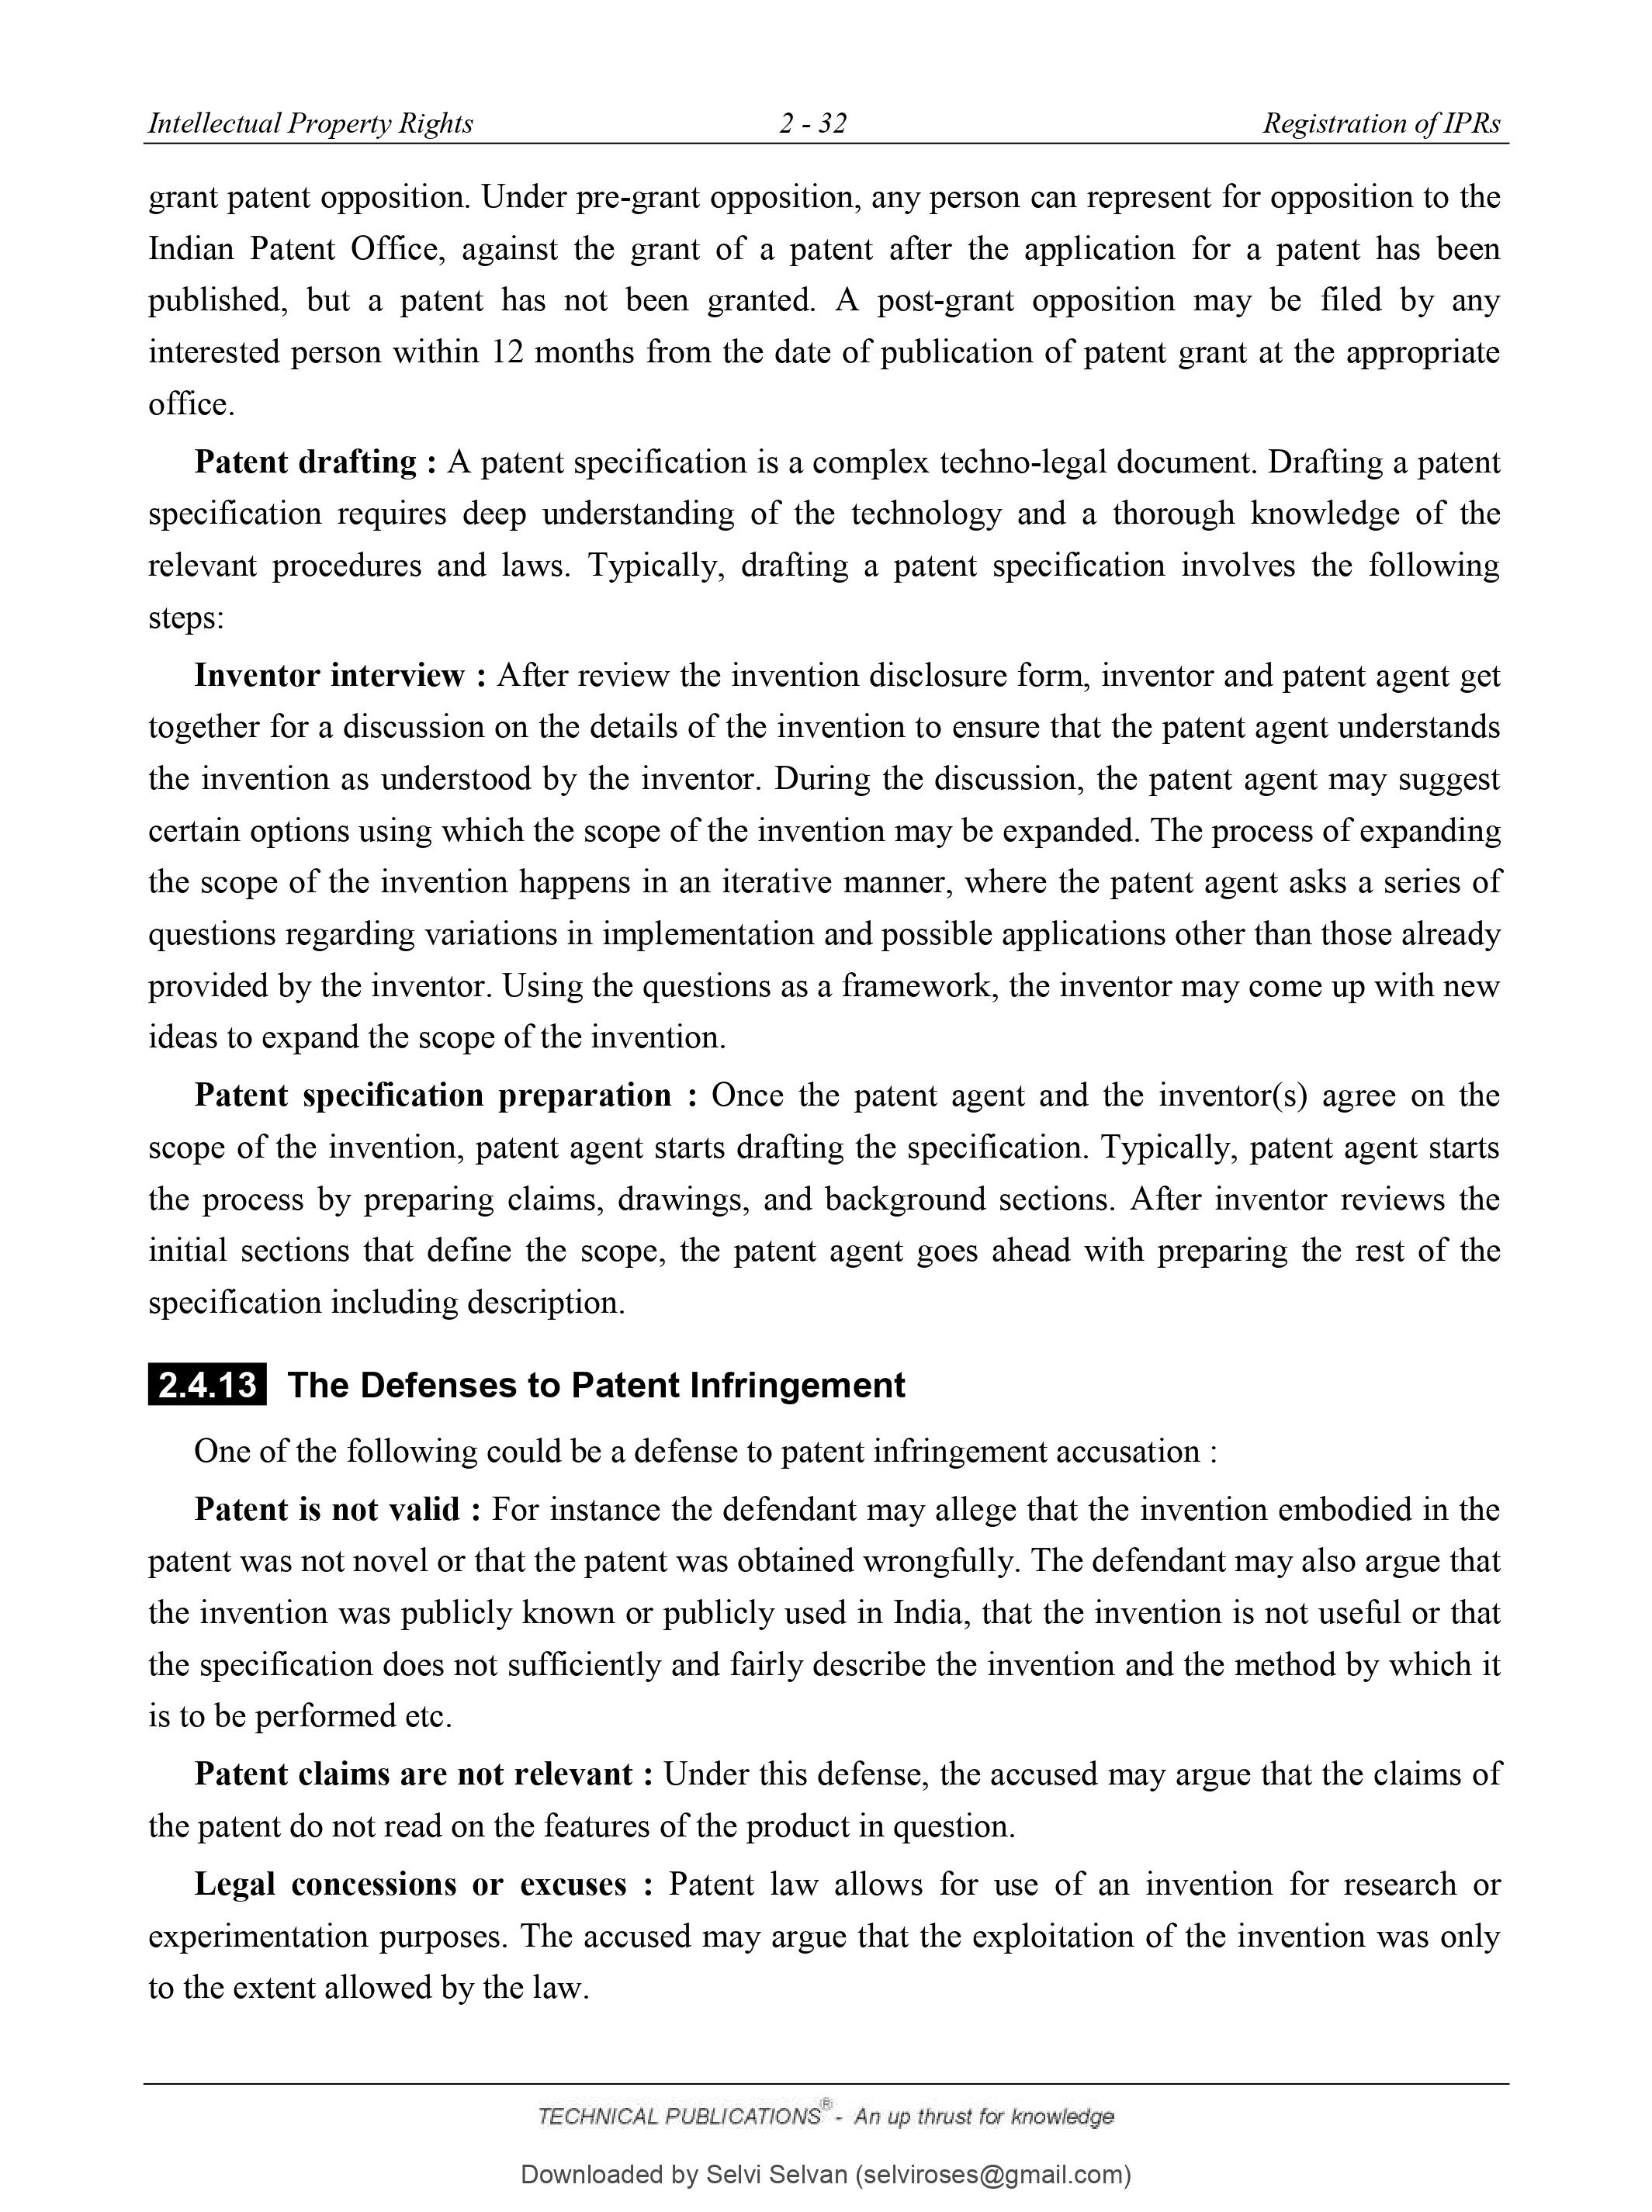 Intellectual Property Rights 2 - 32 Registration of IPRs
grant patent opposition. Under pre-grant opposition, any person can represent for opposition to the
Indian Patent Office, against the grant of a patent after the application for a patent has been
published, but a patent has not been granted. A post-grant opposition may be filed by any
interested person within 12 months from the date of publication of patent grant at the appropriate
office.
Patent drafting : A patent specification is a complex techno-legal document. Drafting a patent
specification requires deep understanding of the technology and a thorough knowledge of the
relevant procedures and laws. Typically, drafting a patent specification involves the following
steps:
Inventor interview : After review the invention disclosure form, inventor and patent agent get
together for a discussion on the details of the invention to ensure that the patent agent understands
the invention as understood by the inventor. During the discussion, the patent agent may suggest
certain options using which the scope of the invention may be expanded. The process of expanding
the scope of the invention happens in an iterative manner, where the patent agent asks a series of
questions regarding variations in implementation and possible applications other than those already
provided by the inventor. Using the questions as a framework, the inventor may come up with new
ideas to expand the scope of the invention.
Patent specification preparation : Once the patent agent and the inventor(s) agree on the
scope of the invention, patent agent starts drafting the specification. Typically, patent agent starts
the process by preparing claims, drawings, and background sections. After inventor reviews the
initial sections that define the scope, the patent agent goes ahead with preparing the rest of the
specification including description.
2.4.13 The Defenses to Patent Infringement
One of the following could be a defense to patent infringement accusation :
Patent is not valid : For instance the defendant may allege that the invention embodied in the
patent was not novel or that the patent was obtained wrongfully. The defendant may also argue that
the invention was publicly known or publicly used in India, that the invention is not useful or that
the specification does not sufficiently and fairly describe the invention and the method by which it
is to be performed etc.
Patent claims are not relevant : Under this defense, the accused may argue that the claims of
the patent do not read on the features of the product in question.
Legal concessions or excuses : Patent law allows for use of an invention for research or
experimentation purposes. The accused may argue that the exploitation of the invention was only
to the extent allowed by the law.
TECHNICAL PUBLICATIONS® - An up thrust for knowledge
Downloaded by Selvi Selvan (selviroses@gmail.com)